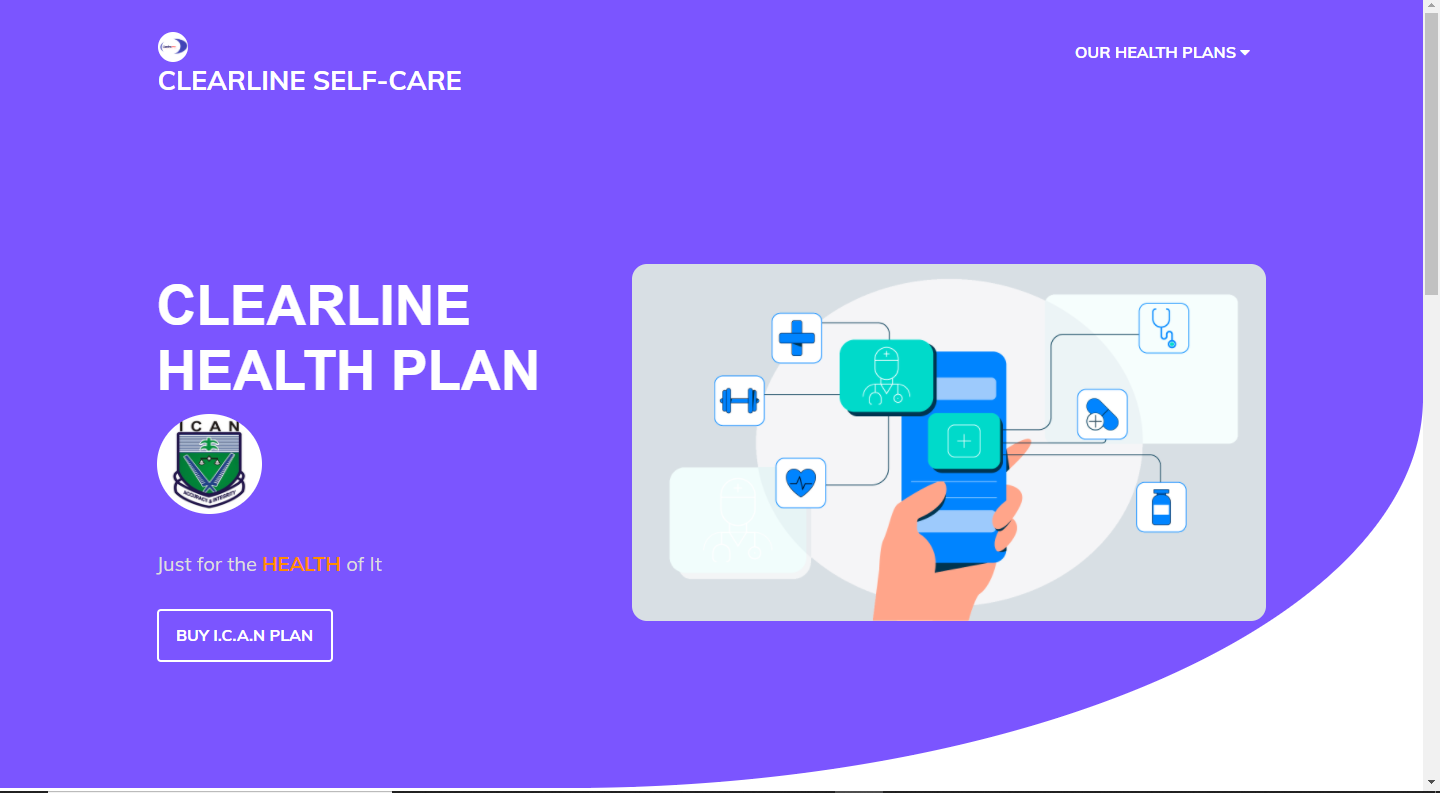 CLEARLINE SELF-CARE
OUR HEALTH PLANS
CLEARLINE
HEALTH PLAN
I C A N
ACCURACY & INTEGRITY
Just for the HEALTH of It
BUY I.C.A.N PLAN